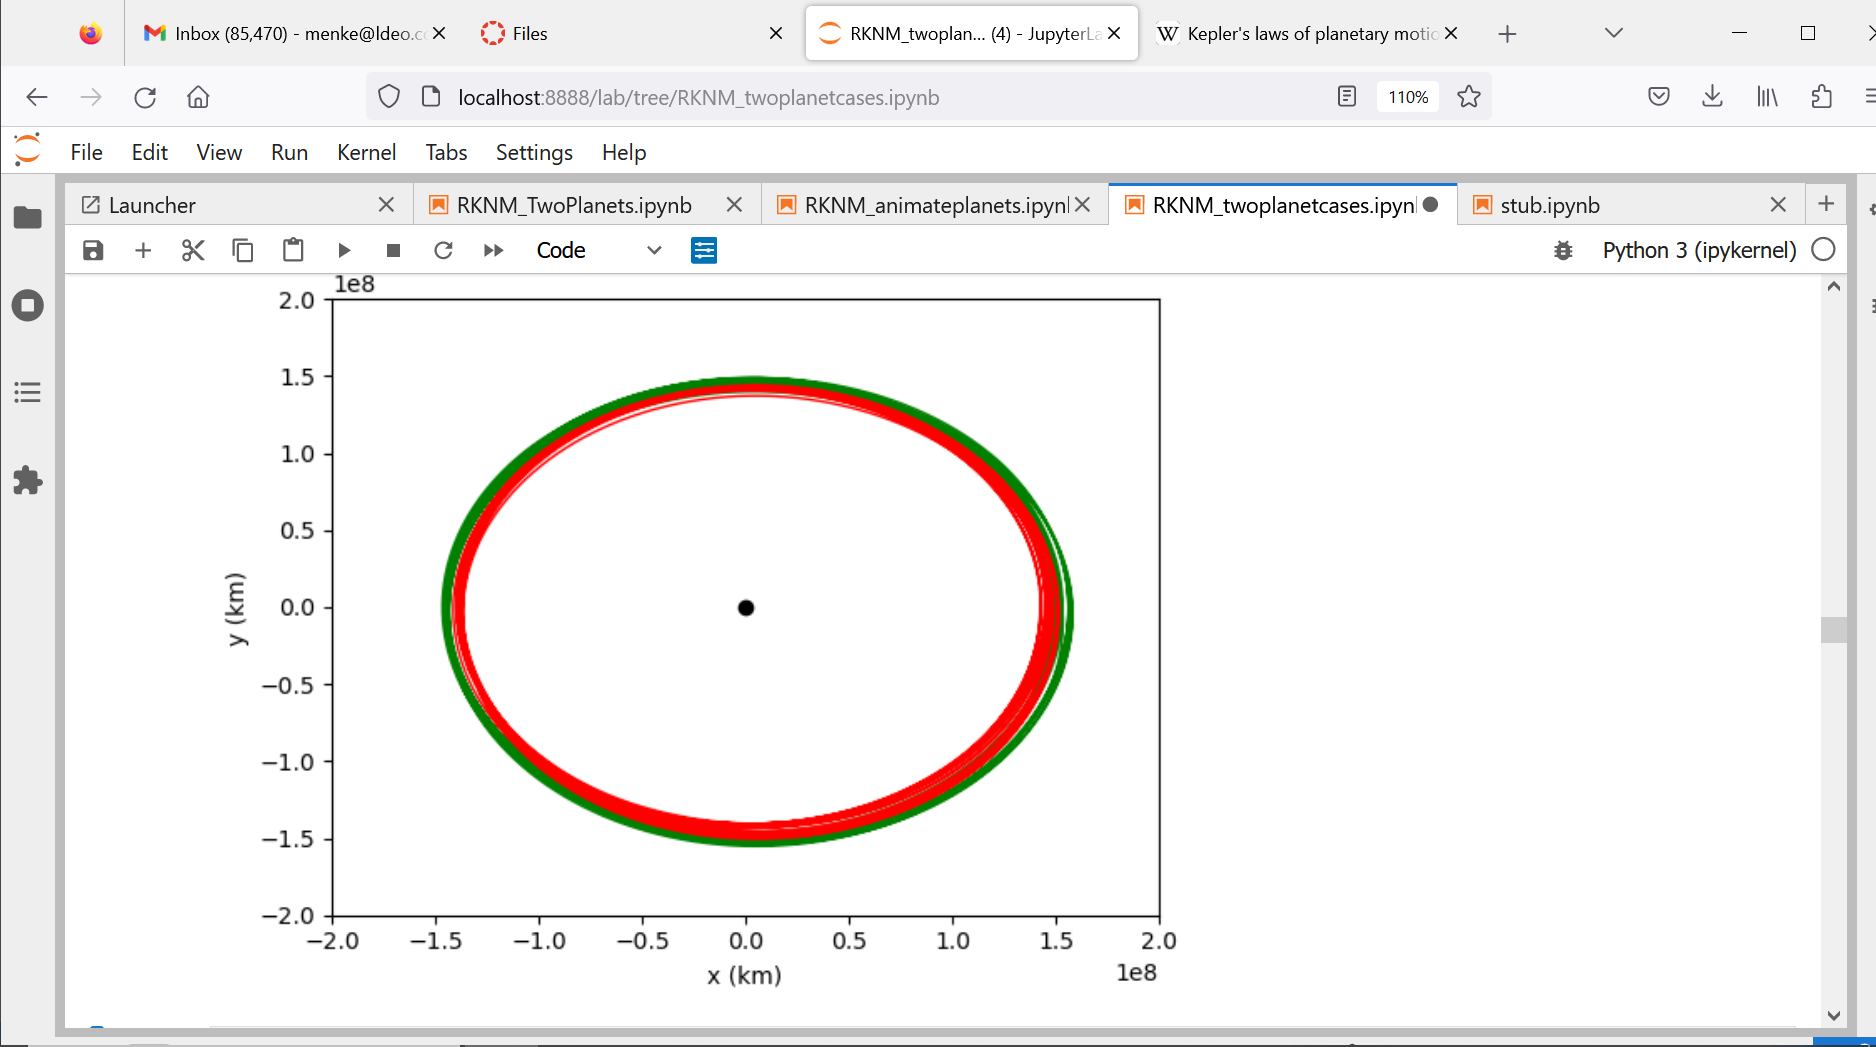 Inbox (85,470) - menke@ldeo.c
Files
RKNM_twoplan... (4) - JupyterLa
W Kepler's laws of planetary motio
localhost:8888/lab/tree/RKNM_twoplanetcases.ipynb
110%
File Edit View Run Kernel Tabs Settings Help
Launcher
RKNM_TwoPlanets.ipynb
RKNM_animateplanets.ipyn
RKNM_twoplanetcases.ipyn
stub.ipynb
Code
Python 3 (ipykernel)
1e8
2.0
1.5
1.0
0.5
0.0
−0.5
−1.0
−1.5
−2.0
y (km)
−2.0 −1.5 −1.0 −0.5 0.0 0.5 1.0 1.5 2.0
x (km)
1e8